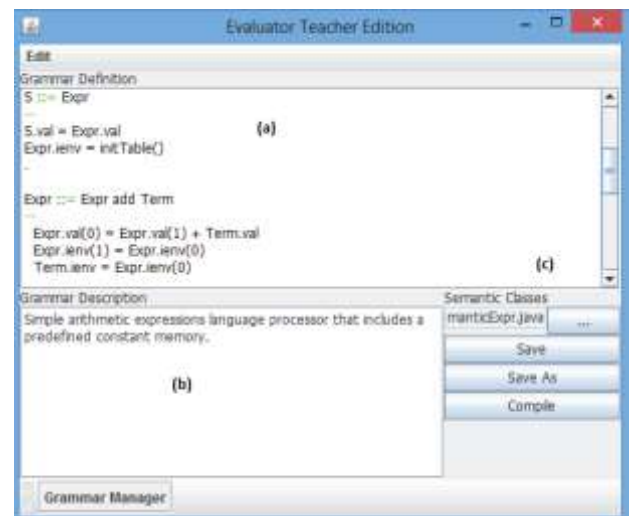 Evaluator Teacher Edition
Edit
Grammar Definition
S ::= Expr
S.val = Expr.val
(a)
Expr.ienv = initTable()
Expr ::= Expr add Term
Expr.val(0) = Expr.val(1) + Term.val
Expr.ienv(1) = Expr.ienv(0)
Term.ienv = Expr.ienv(0)
(c)
Grammar Description
Simple arithmetic expressions language processor that includes a
predefined constant memory.
(b)
Semantic Classes
manticExpr.java
...
Save
Save As
Compile
Grammar Manager